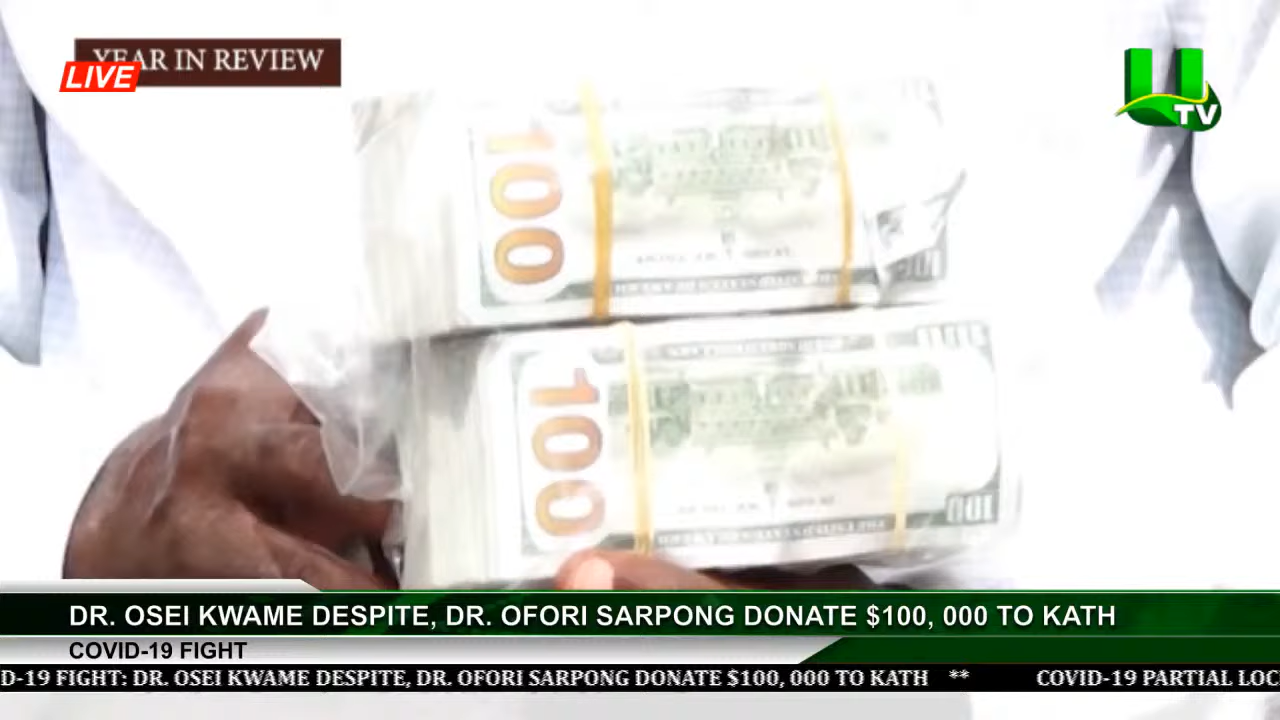 YEAR IN REVIEW
LIVE
U
TV
100
100
100
100
DR. OSEI KWAME DESPITE, DR. OFORI SARPONG DONATE $100, 000 TO KATH
COVID-19 FIGHT
D-19 FIGHT: DR. OSEI KWAME DESPITE, DR. OFORI SARPONG DONATE $100, 000 TO KATH ** COVID-19 PARTIAL LOC